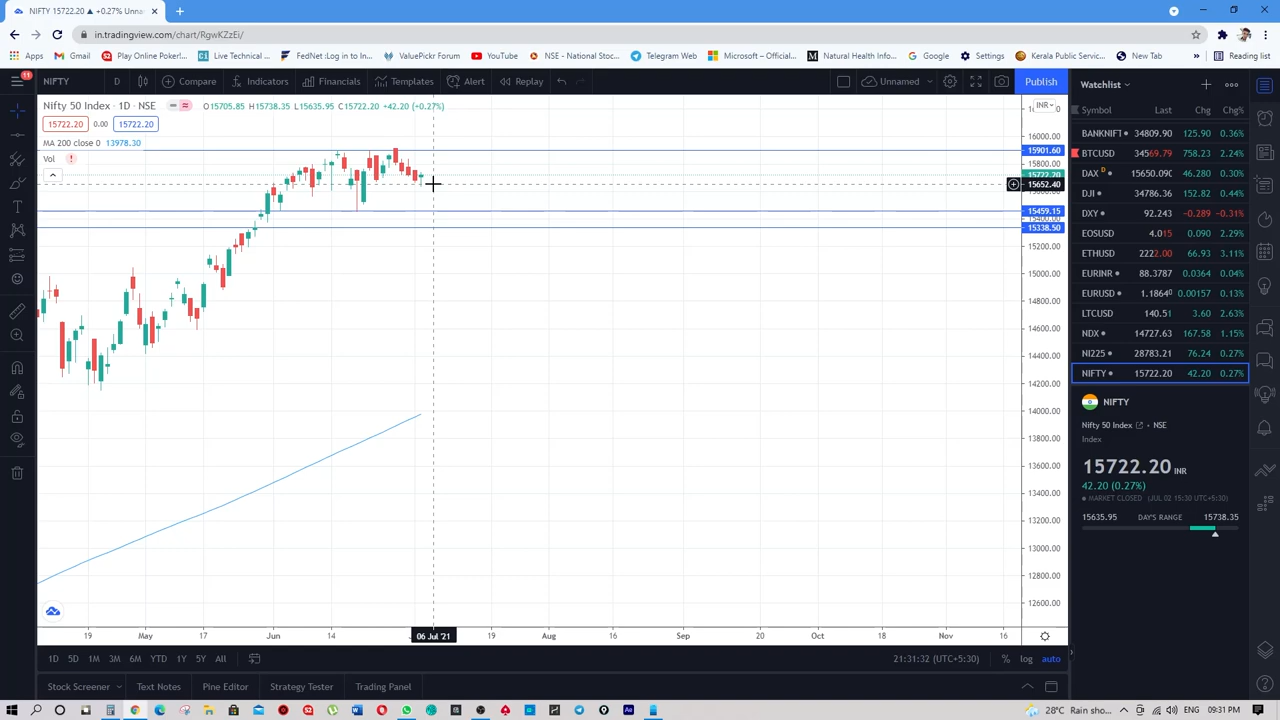 NIFTY 15722.20 ▲ +0.27% Unna
in.tradingview.com/chart/RgwKZzEi/
Apps
Gmail
Play Online Poker!...
Live Technical ...
FedNet :Log in to In...
ValuePickr Forum
YouTube
NSE - National Stoc...
Telegram Web
Microsoft – Official...
Natural Health Info...
Google
Settings
Kerala Public Servic...
New Tab
»
Reading list
11
NIFTY
D
Compare
Indicators
Financials
Templates
Alert
Replay
Unnamed
Publish
Nifty 50 Index · 1D · NSE
O15705.85 H15738.35 L15635.95 C15722.20 +42.20 (+0.27%)
15722.20 0.00 15722.20
MA 200 close 0 13978.30
Vol
INR
16000.00
15901.60
15800.00
15722.20
15652.40
15459.15
15400.00
15338.50
15200.00
15000.00
14800.00
14600.00
14400.00
14200.00
14000.00
13800.00
13600.00
13400.00
13200.00
13000.00
12800.00
12600.00
19 May 17 Jun 14 06 Jul '21 19 Aug 16 Sep 20 Oct 18 Nov 16
1D 5D 1M 3M 6M YTD 1Y 5Y All
21:31:32 (UTC+5:30) % log auto
Stock Screener
Text Notes
Pine Editor
Strategy Tester
Trading Panel
Watchlist
Symbol Last Chg Chg%
BANKNIFT 34809.90 125.90 0.36%
BTCUSD 34569.79 758.23 2.24%
DAX D 15650.090 46.280 0.30%
DJI 34786.36 152.82 0.44%
DXY 92.243 -0.289 -0.31%
EOSUSD 4.015 0.090 2.29%
ETHUSD 2222.00 66.93 3.11%
EURINR 88.3787 0.0364 0.04%
EURUSD 1.18640 0.00157 0.13%
LTCUSD 140.51 3.60 2.63%
NDX 14727.63 167.58 1.15%
NI225 28783.21 76.24 0.27%
NIFTY 15722.20 42.20 0.27%
NIFTY
Nifty 50 Index · NSE
Index
15722.20 INR
42.20 (0.27%)
MARKET CLOSED (JUL 02 15:30 UTC+5:30)
15635.95 DAY'S RANGE 15738.35
28°C Rain sho...
09:31 PM